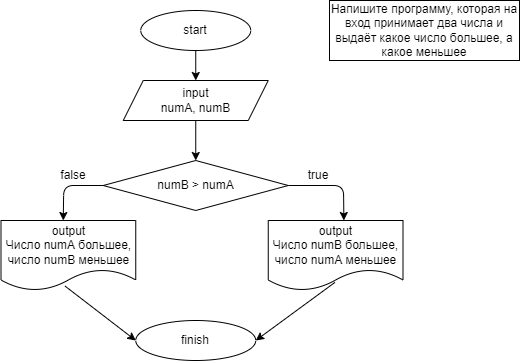 Напишите программу, которая на
вход принимает два числа и
выдаёт какое число большее, а
какое меньшее
start
input
numA, numB
false
numB > numA
true
output
Число numA большее,
число numB меньшее
output
Число numB большее,
число numA меньшее
finish